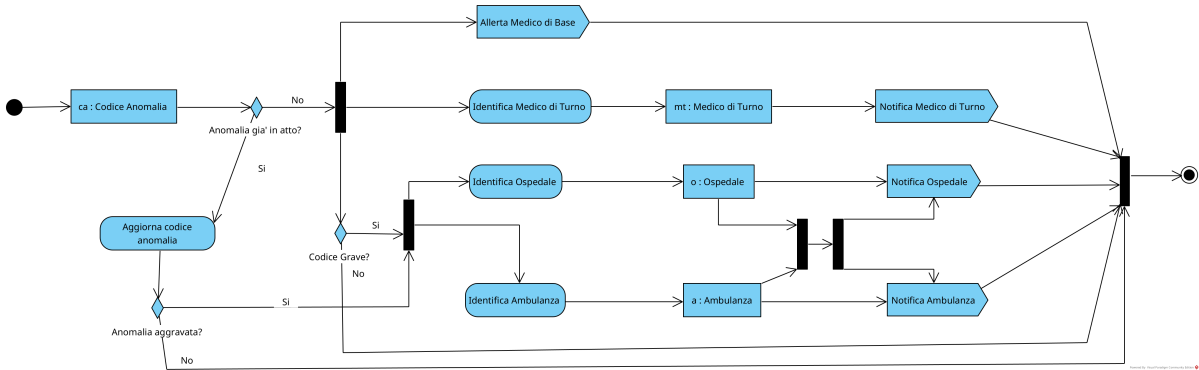 Allerta Medico di Base
ca : Codice Anomalia
No
Identifica Medico di Turno
mt : Medico di Turno
Notifica Medico di Turno
Anomalia gia' in atto?
Si
Identifica Ospedale
o : Ospedale
Notifica Ospedale
Aggiorna codice
anomalia
Si
Codice Grave?
No
Identifica Ambulanza
a : Ambulanza
Notifica Ambulanza
Si
Anomalia aggravata?
No